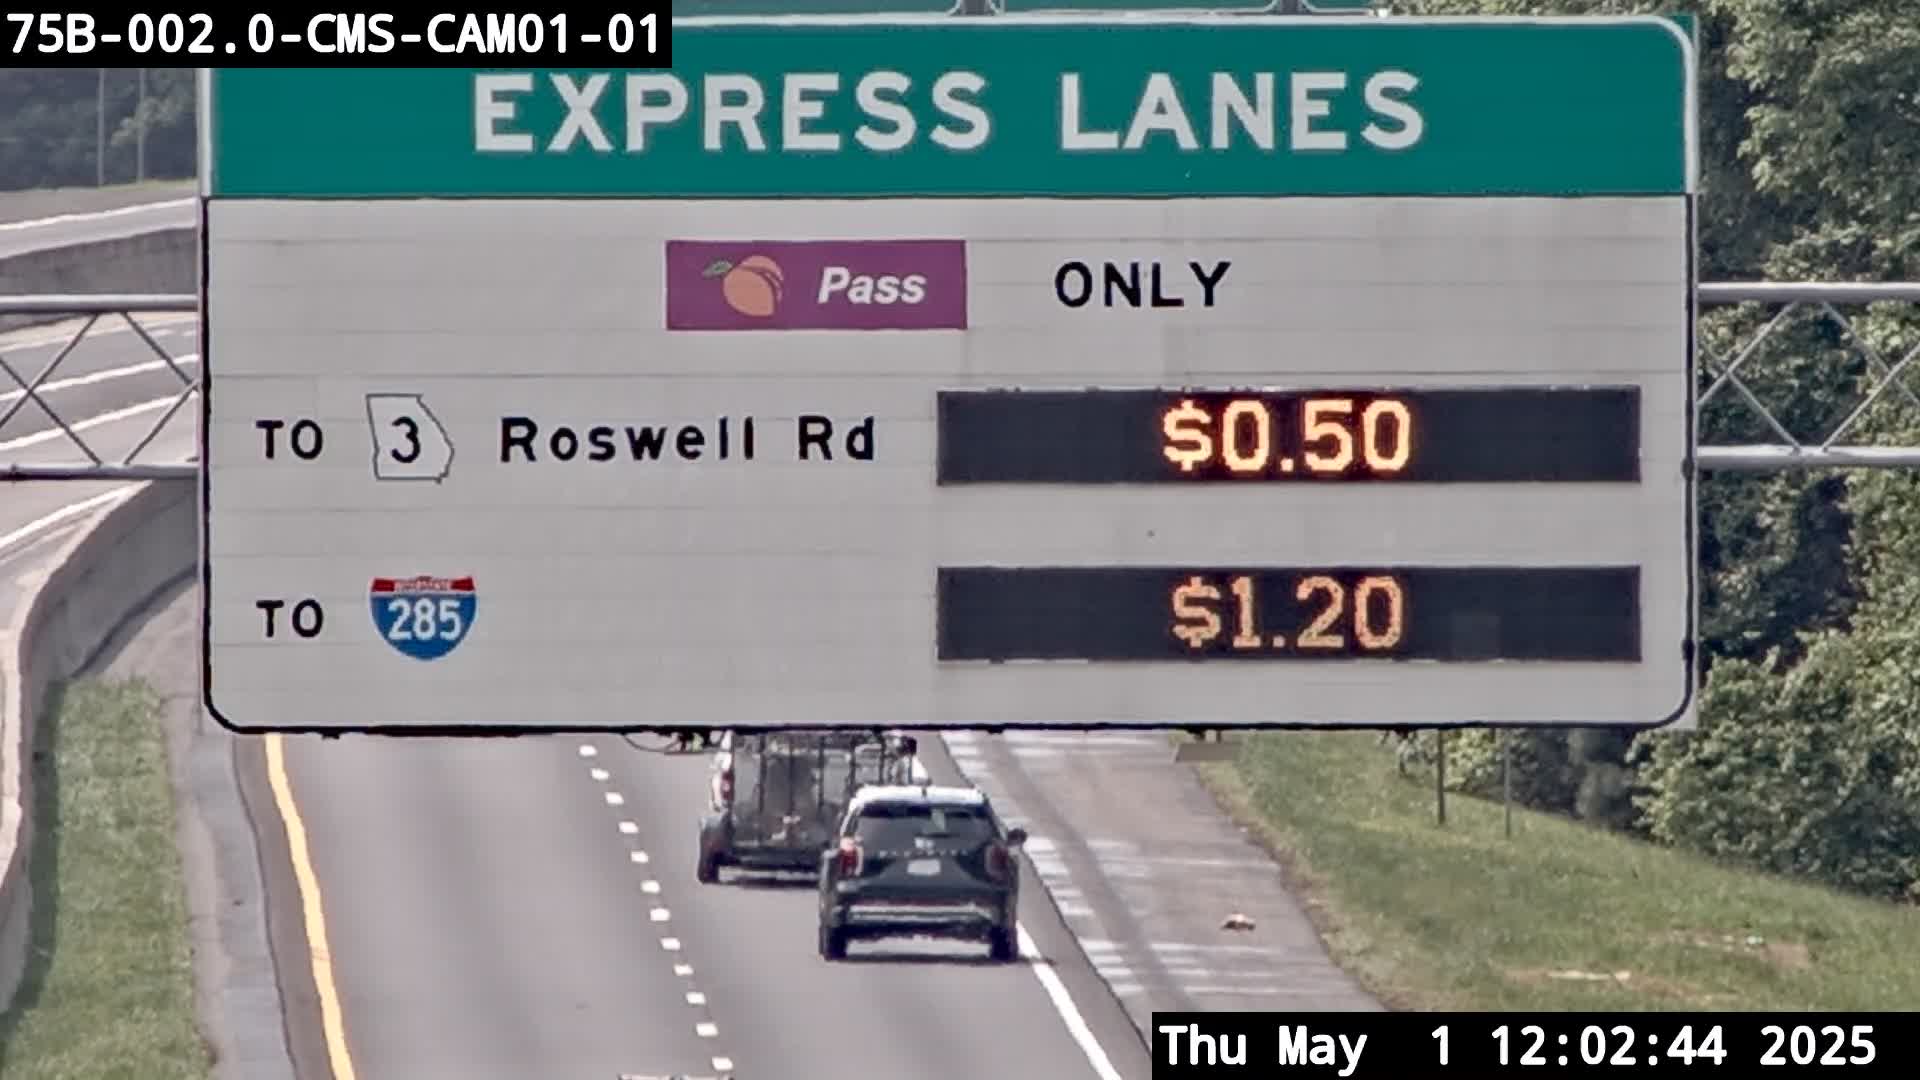 75B-002.0-CMS-CAM01-01
EXPRESS LANES
Pass ONLY
TO 3 Roswell Rd $0.50
TO INTERSTATE 285 $1.20
Thu May 1 12:02:44 2025